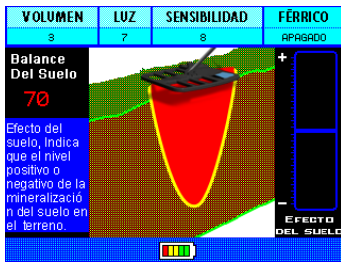 VOLUMEN LUZ SENSIBILIDAD FÉRRICO
3 7 8 APAGADO
Balance
Del Suelo
70
Efecto del
suelo, Indica
que el nivel
positivo o
negativo de la
mineralizació
n del suelo en
el terreno.
+
-
EFECTO
DEL SUELO